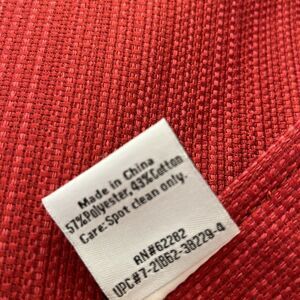 Made in China
57%Polyester, 43%Cotton
Care:Spot clean only.
RN#62282
UPC#7-21862-38229-4